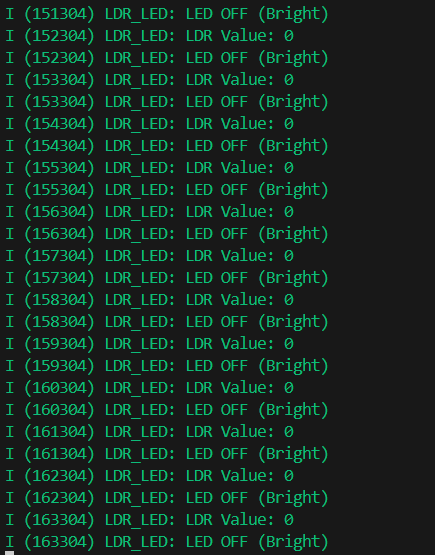 I (151304) LDR_LED: LED OFF (Bright)
I (152304) LDR_LED: LDR Value: 0
I (152304) LDR_LED: LED OFF (Bright)
I (153304) LDR_LED: LDR Value: 0
I (153304) LDR_LED: LED OFF (Bright)
I (154304) LDR_LED: LDR Value: 0
I (154304) LDR_LED: LED OFF (Bright)
I (155304) LDR_LED: LDR Value: 0
I (155304) LDR_LED: LED OFF (Bright)
I (156304) LDR_LED: LDR Value: 0
I (156304) LDR_LED: LED OFF (Bright)
I (157304) LDR_LED: LDR Value: 0
I (157304) LDR_LED: LED OFF (Bright)
I (158304) LDR_LED: LDR Value: 0
I (158304) LDR_LED: LED OFF (Bright)
I (159304) LDR_LED: LDR Value: 0
I (159304) LDR_LED: LED OFF (Bright)
I (160304) LDR_LED: LDR Value: 0
I (160304) LDR_LED: LED OFF (Bright)
I (161304) LDR_LED: LDR Value: 0
I (161304) LDR_LED: LED OFF (Bright)
I (162304) LDR_LED: LDR Value: 0
I (162304) LDR_LED: LED OFF (Bright)
I (163304) LDR_LED: LDR Value: 0
I (163304) LDR_LED: LED OFF (Bright)